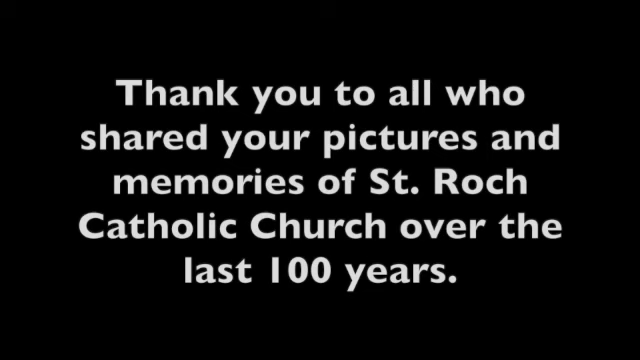 Thank you to all who
shared your pictures and
memories of St. Roch
Catholic Church over the
last 100 years.